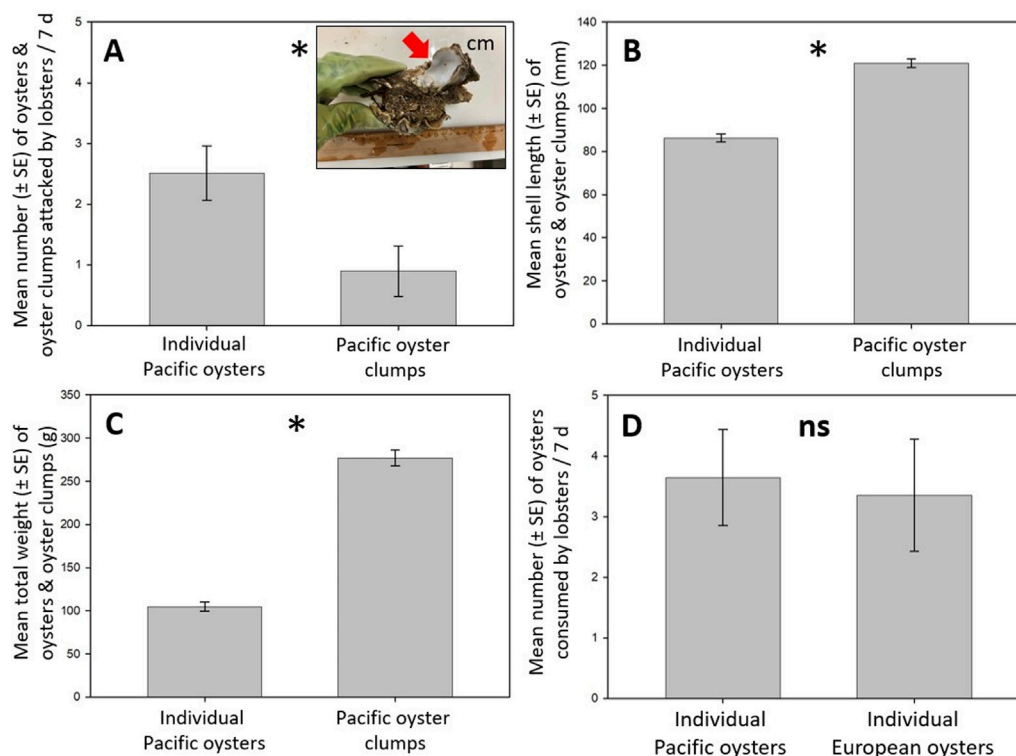 Mean number (± SE) of oysters &
oyster clumps attacked by lobsters / 7 d
5
4
3
2
1
0
A
*
cm
Individual
Pacific oysters
Pacific oyster
clumps
Mean shell length (± SE) of
oysters & oyster clumps (mm)
140
120
100
80
60
40
20
0
B
*
Individual
Pacific oysters
Pacific oyster
clumps
Mean total weight (± SE) of
oysters & oyster clumps (g)
350
300
250
200
150
100
50
0
C
*
Individual
Pacific oysters
Pacific oyster
clumps
Mean number (± SE) of oysters
consumed by lobsters / 7 d
5
4
3
2
1
0
D
ns
Individual
Pacific oysters
Individual
European oysters